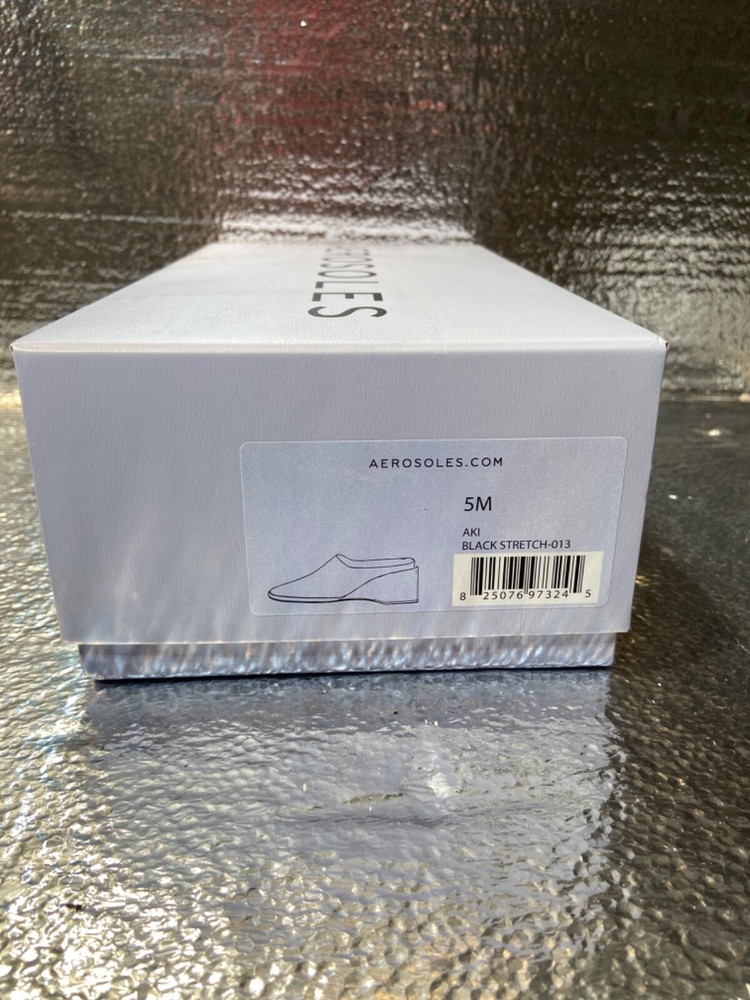 AEROSOLES
AEROSOLES.COM
5M
AKI
BLACK STRETCH-013
8 25076 97324 5